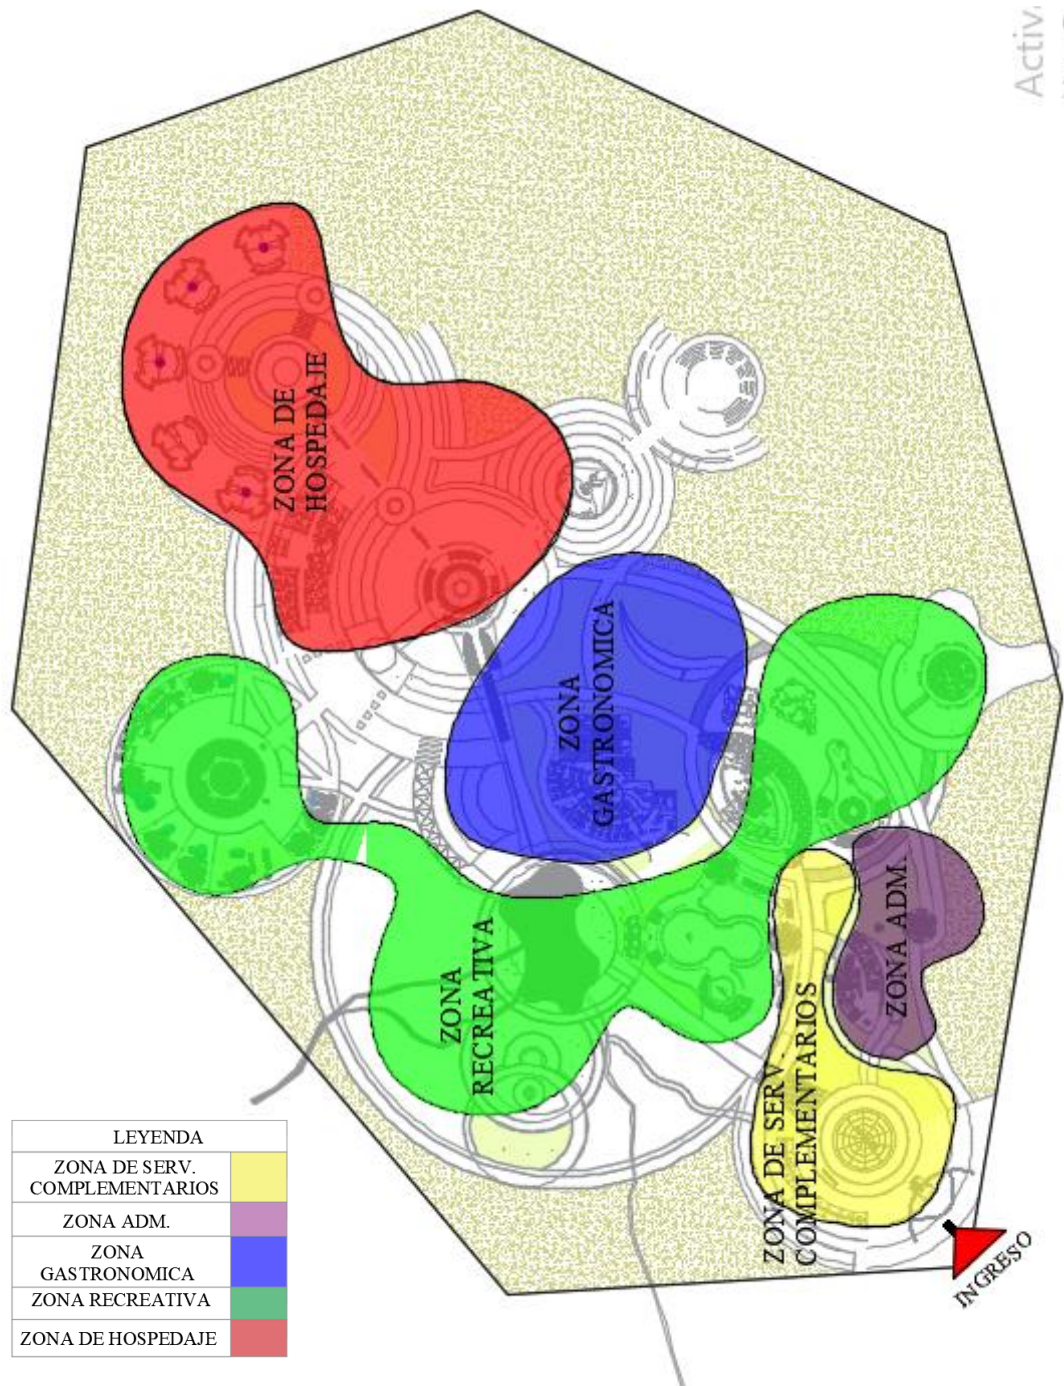 Activ
ZONA DE
HOSPEDAJE
ZONA
GASTRONOMICA
ZONA
RECREATIVA
ZONA ADM.
ZONA DE SERV.
COMPLEMENTARIOS
INGRESO
LEYENDA
ZONA DE SERV.
COMPLEMENTARIOS
ZONA ADM.
ZONA
GASTRONOMICA
ZONA RECREATIVA
ZONA DE HOSPEDAJE